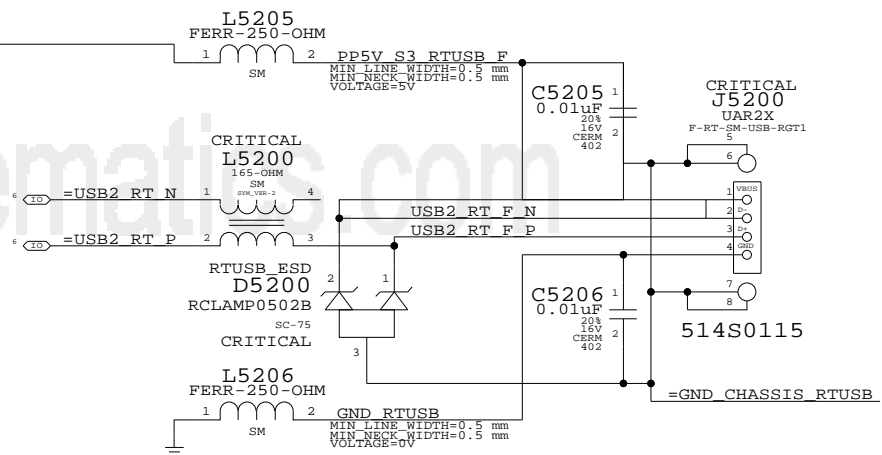 L5205
FERR-250-OHM
1
2
SM
PP5V_S3_RTUSB_F
MIN_LINE_WIDTH=0.5 mm
MIN_NECK_WIDTH=0.5 mm
VOLTAGE=5V
C5205
0.01uF
20%
16V
CERM
402
1
2
CRITICAL
J5200
UAR2X
F-RT-SM-USB-RGT1
5
6
CRITICAL
L5200
165-OHM
SM
SYM_VER-2
6 IO =USB2_RT_N
1
4
6 IO =USB2_RT_P
2
3
USB2_RT_F_N
USB2_RT_F_P
1 VBUS
2 D-
3 D+
4 GND
7
8
514S0115
RTUSB_ESD
D5200
RCLAMP0502B
SC-75
CRITICAL
2
1
3
C5206
0.01uF
20%
16V
CERM
402
1
2
=GND_CHASSIS_RTUSB
L5206
FERR-250-OHM
1
2
SM
GND_RTUSB
MIN_LINE_WIDTH=0.5 mm
MIN_NECK_WIDTH=0.5 mm
VOLTAGE=0V
ematics.com